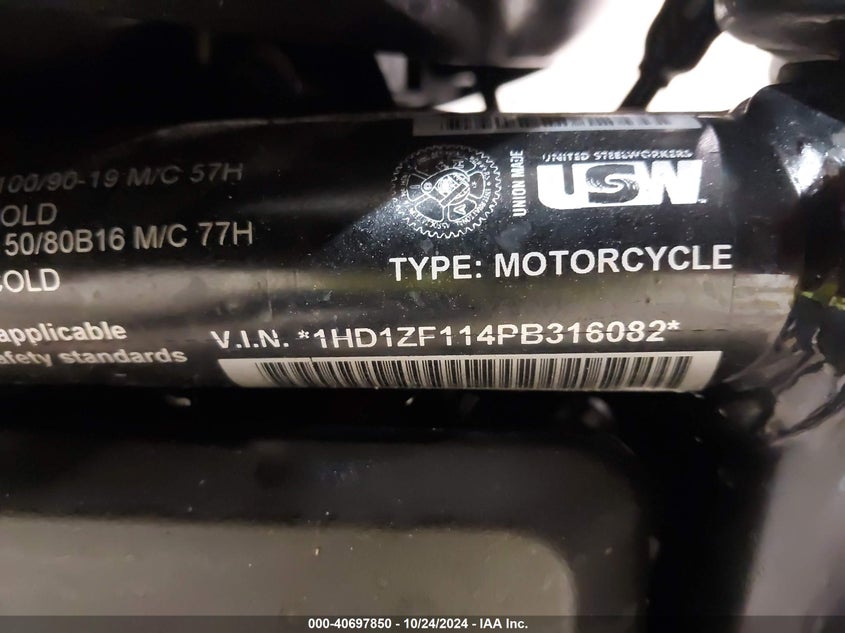 100/90-19 M/C 57H
OLD
50/80B16 M/C 77H
COLD
applicable
afety standards
UNION MADE
UNITED STEELWORKERS
USW
TYPE: MOTORCYCLE
V.I.N. *1HD1ZF114PB316082*
000-40697850 - 10/24/2024 - IAA Inc.